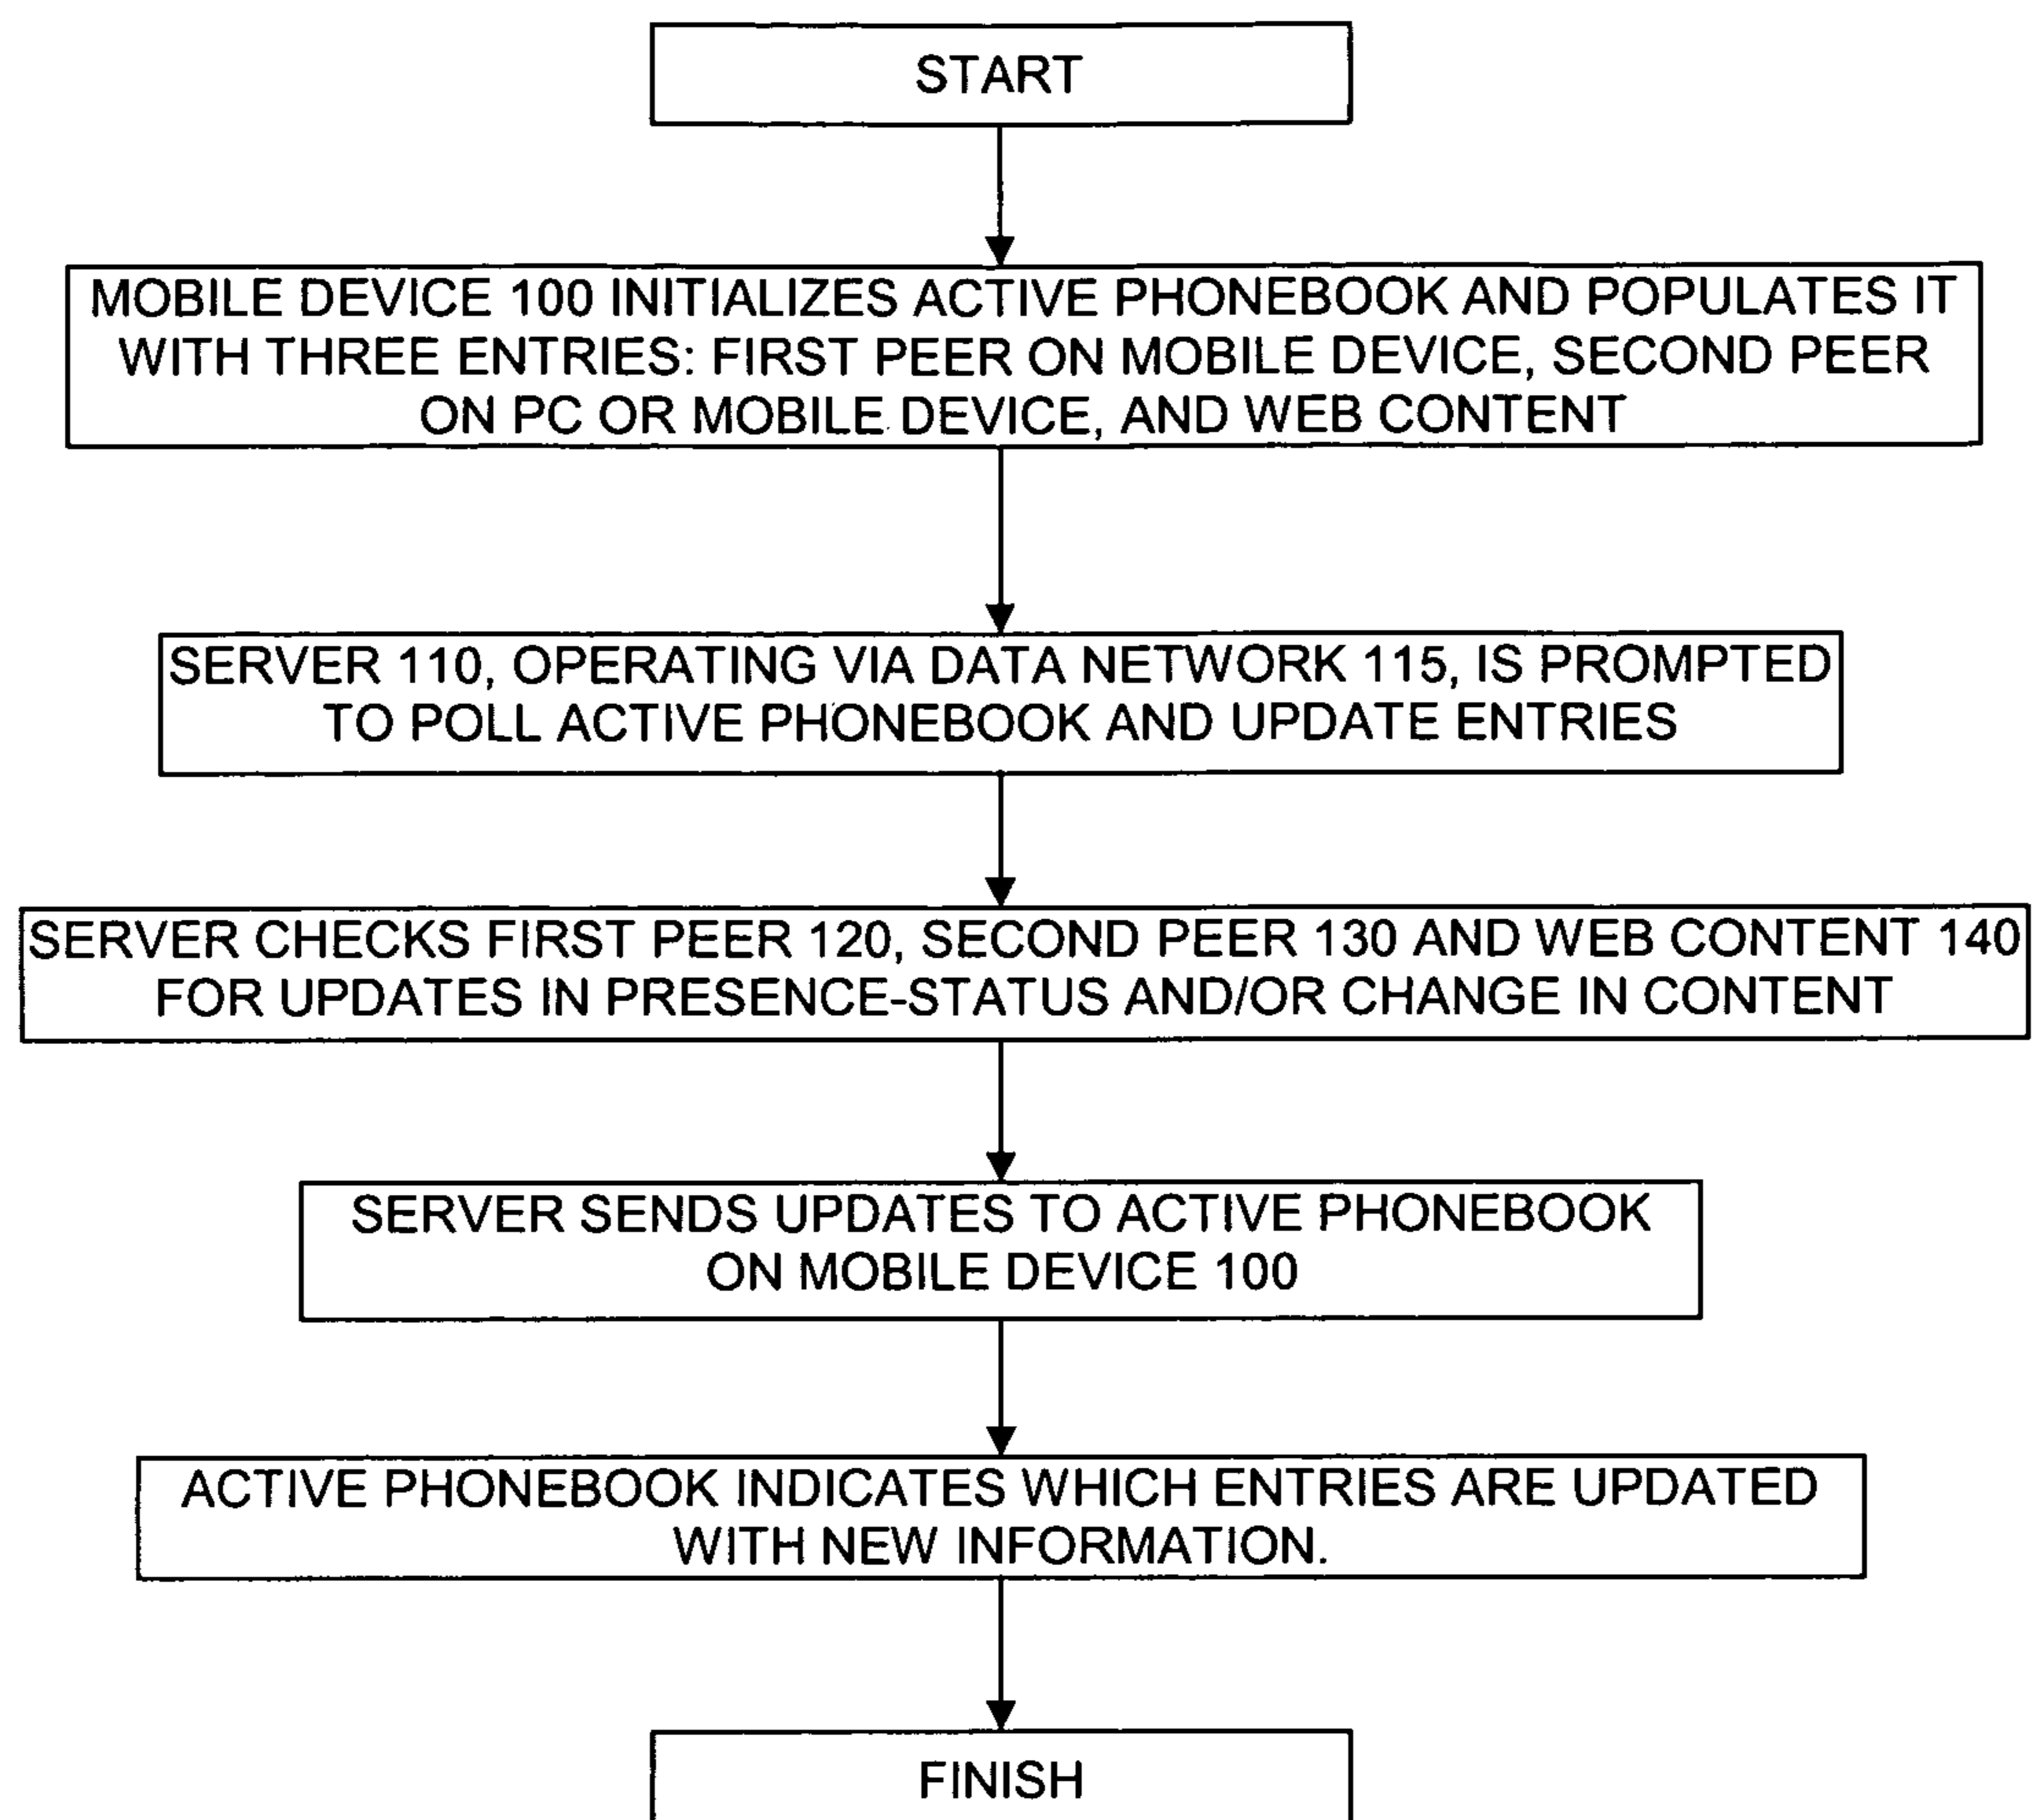 START
MOBILE DEVICE 100 INITIALIZES ACTIVE PHONEBOOK AND POPULATES IT
WITH THREE ENTRIES: FIRST PEER ON MOBILE DEVICE, SECOND PEER
ON PC OR MOBILE DEVICE, AND WEB CONTENT
SERVER 110, OPERATING VIA DATA NETWORK 115, IS PROMPTED
TO POLL ACTIVE PHONEBOOK AND UPDATE ENTRIES
SERVER CHECKS FIRST PEER 120, SECOND PEER 130 AND WEB CONTENT 140
FOR UPDATES IN PRESENCE-STATUS AND/OR CHANGE IN CONTENT
SERVER SENDS UPDATES TO ACTIVE PHONEBOOK
ON MOBILE DEVICE 100
ACTIVE PHONEBOOK INDICATES WHICH ENTRIES ARE UPDATED
WITH NEW INFORMATION.
FINISH